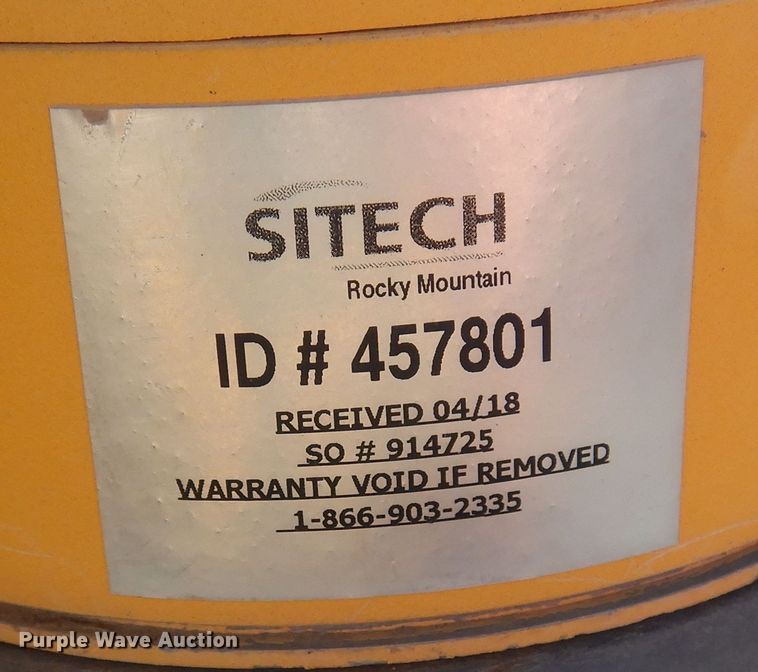 SITECH
Rocky Mountain
ID # 457801
RECEIVED 04/18
SO # 914725
WARRANTY VOID IF REMOVED
1-866-903-2335
Purple Wave Auction